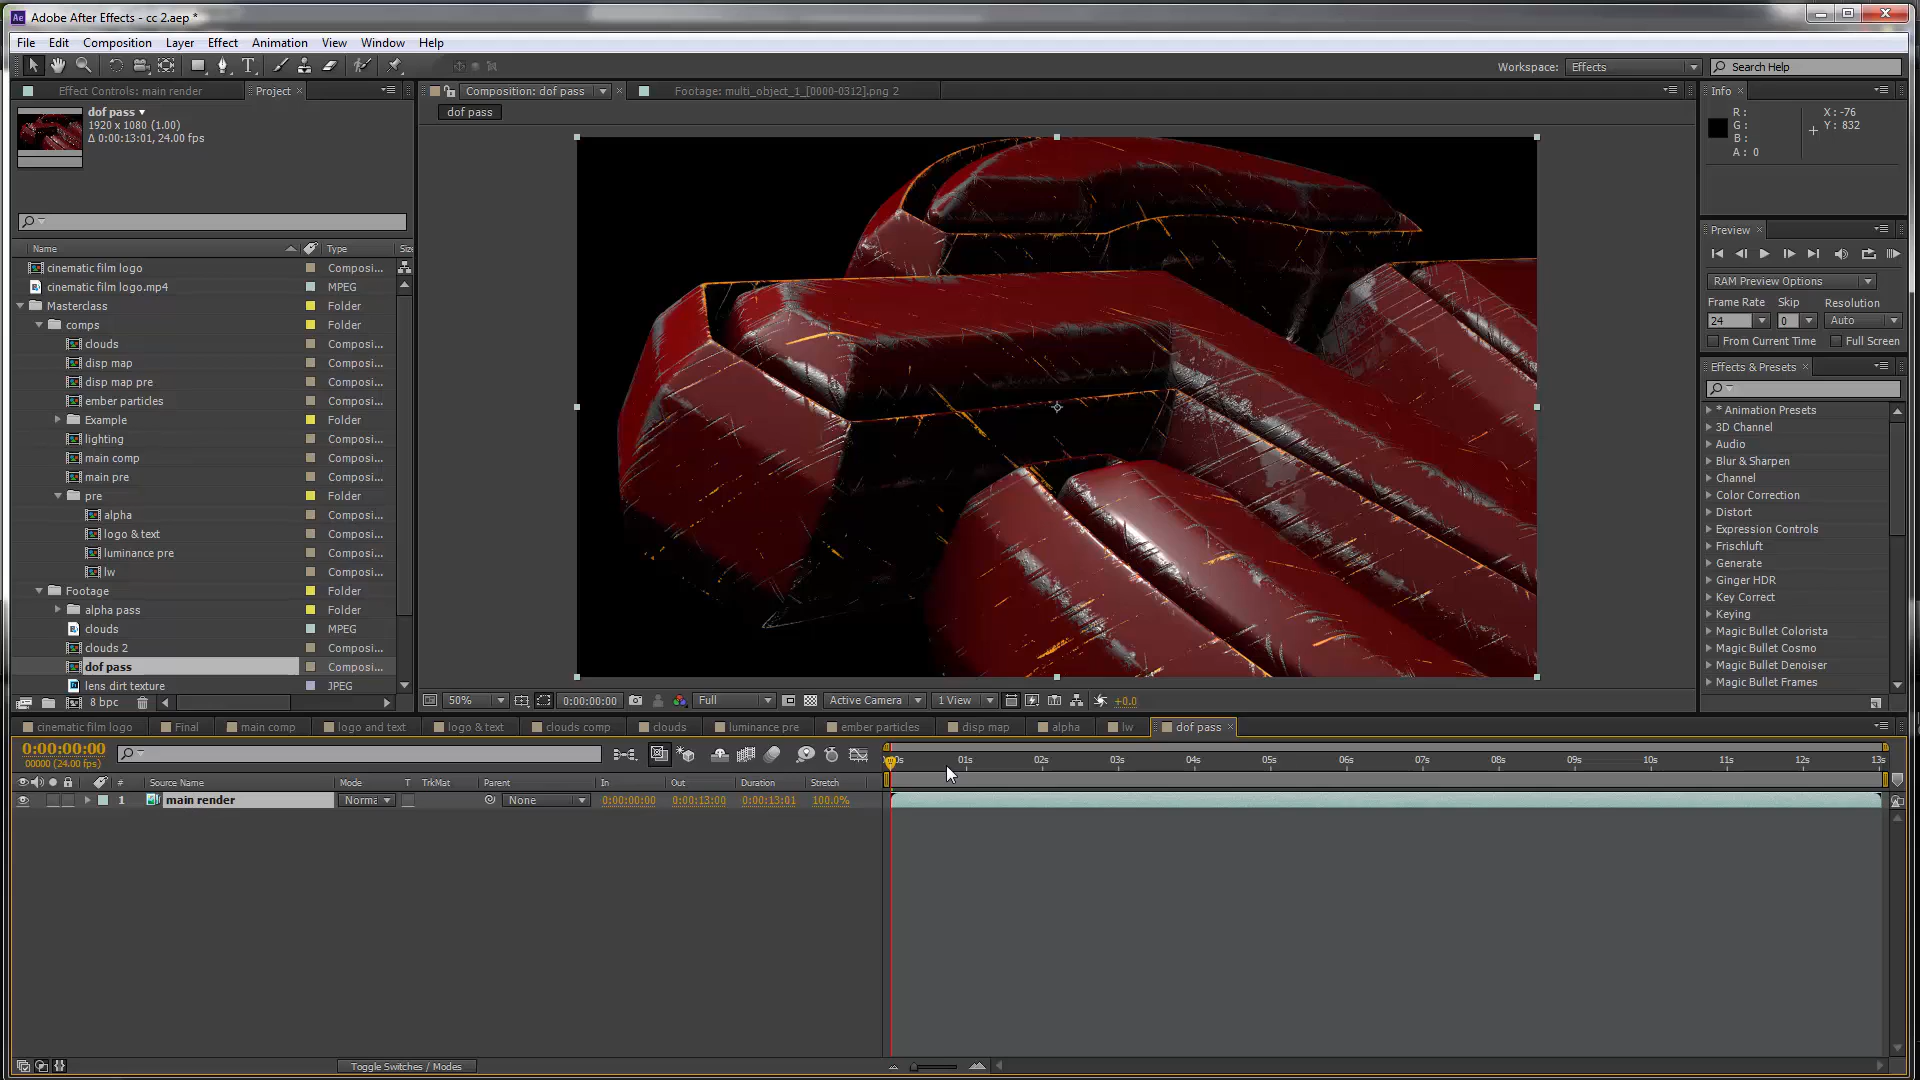 Ae Adobe After Effects - cc 2.aep *
File Edit Composition Layer Effect Animation View Window Help
Workspace: Effects Search Help
Effect Controls: main render Project ×
Composition: dof pass Footage: multi_object_1_[0000-0312].png 2
Info
dof pass
1920 x 1080 (1.00)
Δ 0:00:13:01, 24.00 fps
dof pass
R :
G :
B :
A : 0
X : -76
Y : 832
Name Type Size
cinematic film logo Composi...
cinematic film logo.mp4 MPEG
Masterclass Folder
comps Folder
clouds Composi...
disp map Composi...
disp map pre Composi...
ember particles Composi...
Example Folder
lighting Composi...
main comp Composi...
main pre Composi...
pre Folder
alpha Composi...
logo & text Composi...
luminance pre Composi...
lw Composi...
Footage Folder
alpha pass Folder
clouds MPEG
clouds 2 Composi...
dof pass Composi...
lens dirt texture JPEG
8 bpc
Preview
RAM Preview Options
Frame Rate Skip Resolution
24 0 Auto
From Current Time Full Screen
Effects & Presets
* Animation Presets
3D Channel
Audio
Blur & Sharpen
Channel
Color Correction
Distort
Expression Controls
Frischluft
Generate
Ginger HDR
Key Correct
Keying
Magic Bullet Colorista
Magic Bullet Cosmo
Magic Bullet Denoiser
Magic Bullet Frames
50% 0:00:00:00 Full Active Camera 1 View +0.0
cinematic film logo Final main comp logo and text logo & text clouds comp clouds luminance pre ember particles disp map alpha lw dof pass ×
0:00:00:00
00000 (24.00 fps)
# Source Name Mode T TrkMat Parent In Out Duration Stretch
1 main render Norma None 0:00:00:00 0:00:13:00 0:00:13:01 100.0%
01s 02s 03s 04s 05s 06s 07s 08s 09s 10s 11s 12s 13s
Toggle Switches / Modes